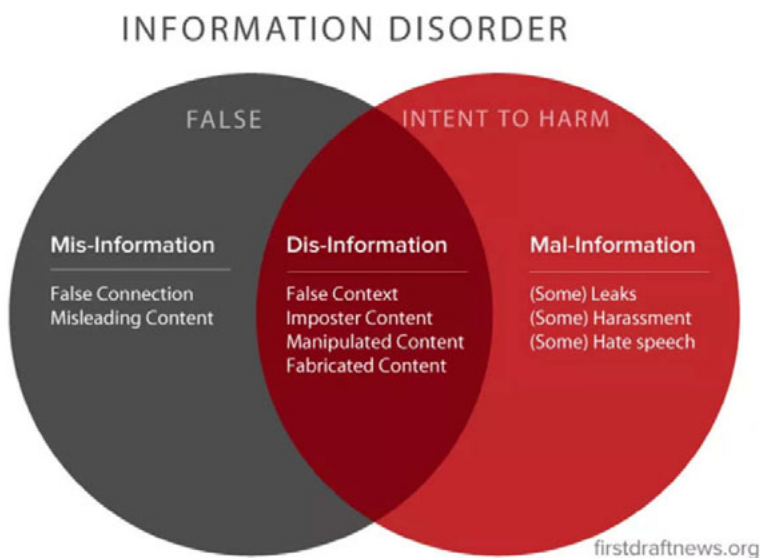 INFORMATION DISORDER
FALSE
INTENT TO HARM
Mis-Information
False Connection
Misleading Content
Dis-Information
False Context
Imposter Content
Manipulated Content
Fabricated Content
Mal-Information
(Some) Leaks
(Some) Harassment
(Some) Hate speech
firstdraftnews.org